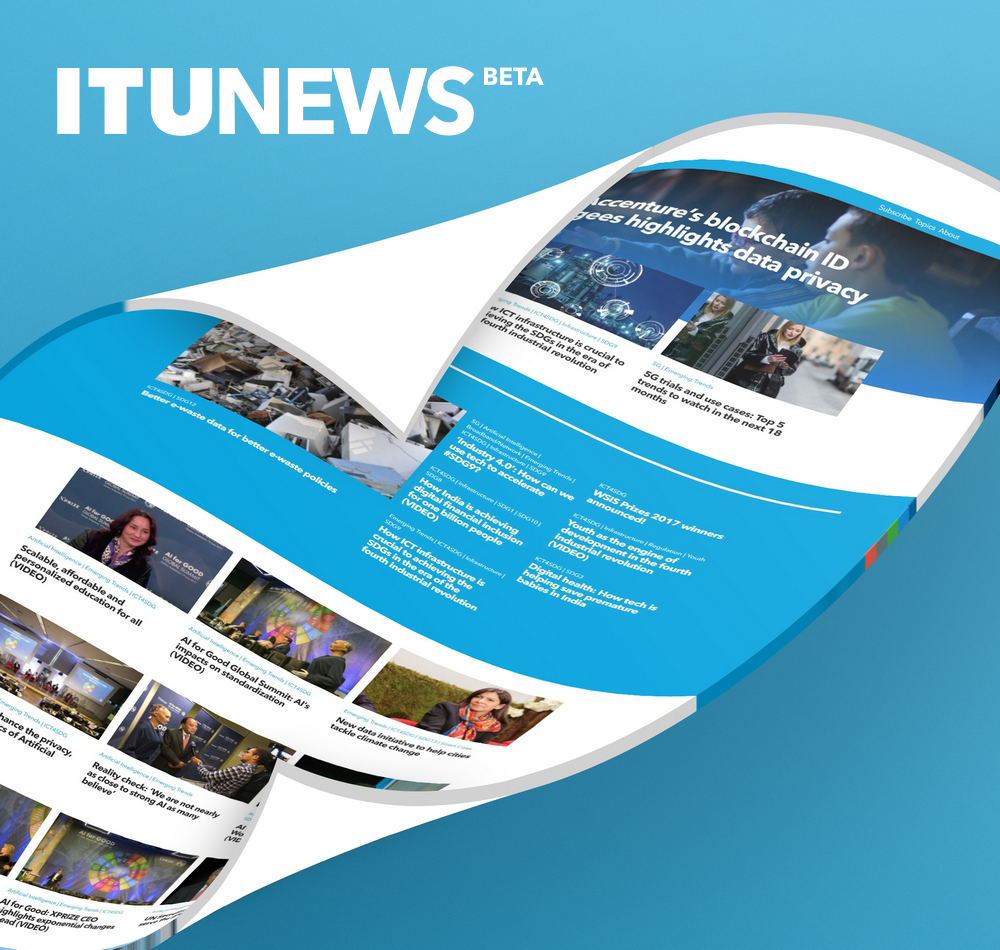 ITUNEWS BETA
Subscribe Topics About
Accenture's blockchain ID
gees highlights data privacy
Trends | ICT4SDG | Infrastructure | SDG9
w ICT infrastructure is crucial to
ieving the SDGs in the era of
fourth industrial revolution
5G | Emerging Trends
5G trials and use cases: Top 5
trends to watch in the next 18
months
ICT4SDG | SDG12
Better e-waste data for better e-waste policies
5G | Artificial Intelligence |
Broadband/Network | Emerging Trends |
ICT4SDG | Infrastructure | SDG9
'Industry 4.0': How can we
use tech to accelerate
#SDG9?
ICT4SDG | Infrastructure | SDG1 | SDG10 |
SDG8
How India is achieving
digital financial inclusion
for one billion people
(VIDEO)
Emerging Trends | ICT4SDG | Infrastructure |
SDG9
How ICT infrastructure is
crucial to achieving the
SDGs in the era of the
fourth industrial revolution
ICT4SDG
WSIS Prizes 2017 winners
announced!
ICT4SDG | Infrastructure | Regulation | Youth
Youth as the engine of
development in the fourth
industrial revolution
(VIDEO)
ICT4SDG | SDG3
Digital health: How tech is
helping save premature
babies in India
AI for GOOD
GLOBAL SUMMIT
Artificial Intelligence | Emerging Trends | ICT4SDG
Scalable, affordable and
personalized education for all
(VIDEO)
Artificial Intelligence | Emerging Trends | ICT4SDG
AI for Good Global Summit: AI's
impacts on standardization
(VIDEO)
Emerging Trends | ICT4SDG | SDG13 |
New data initiative to help cities
tackle climate change
Trends | ICT4SDG
hance the privacy,
cs of Artificial
Artificial Intelligence | Emerging Trends
Reality check: 'We are not nearly
as close to strong AI as many
believe'
AI for GOOD
Artificial Intelligence | Emerging Trends | ICT4SDG
AI for Good: XPRIZE CEO
highlights exponential changes
ead (VIDEO)